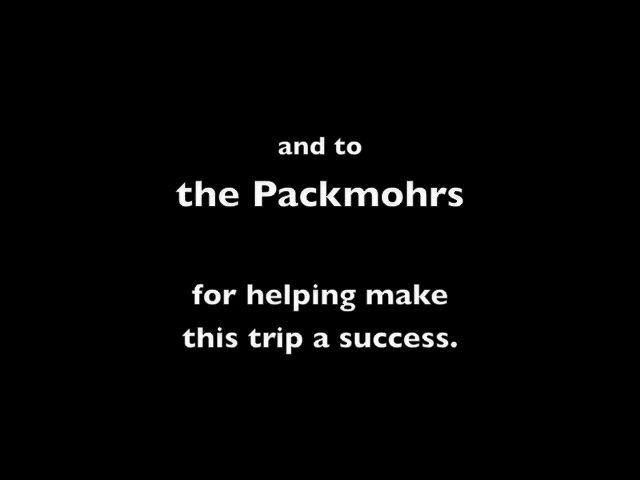 and to
the Packmohrs
for helping make
this trip a success.